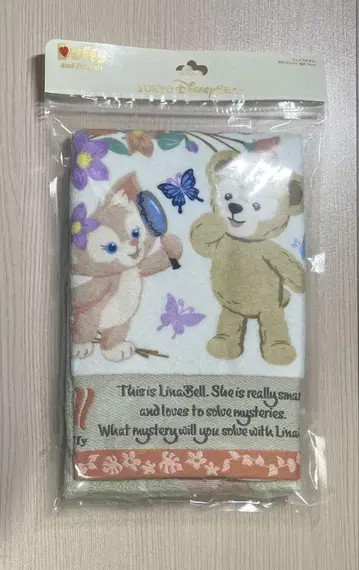 Duffy
and Friends
TOKYO DISNEYSEA
This is LinaBell. She is really smar
and loves to solve mysteries.
What mystery will you solve with Lina
ffy